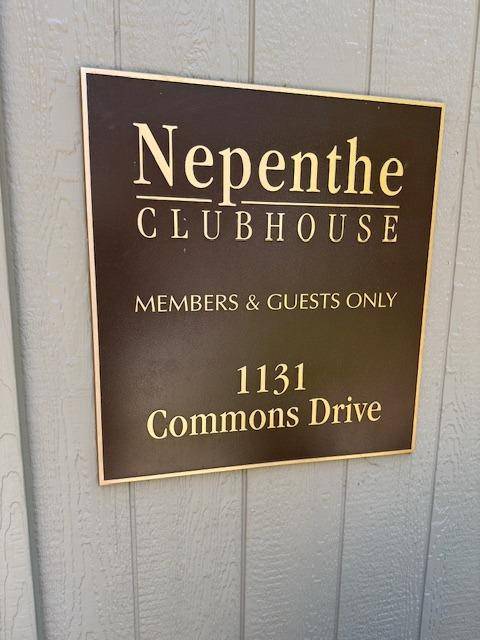 Nepenthe
CLUBHOUSE
MEMBERS & GUESTS ONLY
1131
Commons Drive